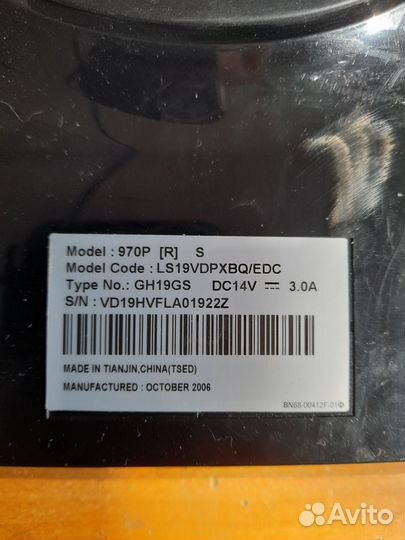 Model : 970P [R] S
Model Code : LS19VDPXBQ/EDC
Type No.: GH19GS DC14V ⎓ 3.0A
S/N : VD19HVFLA01922Z
MADE IN TIANJIN,CHINA(TSED)
MANUFACTURED : OCTOBER 2006
BN68-00412F-01
Avito